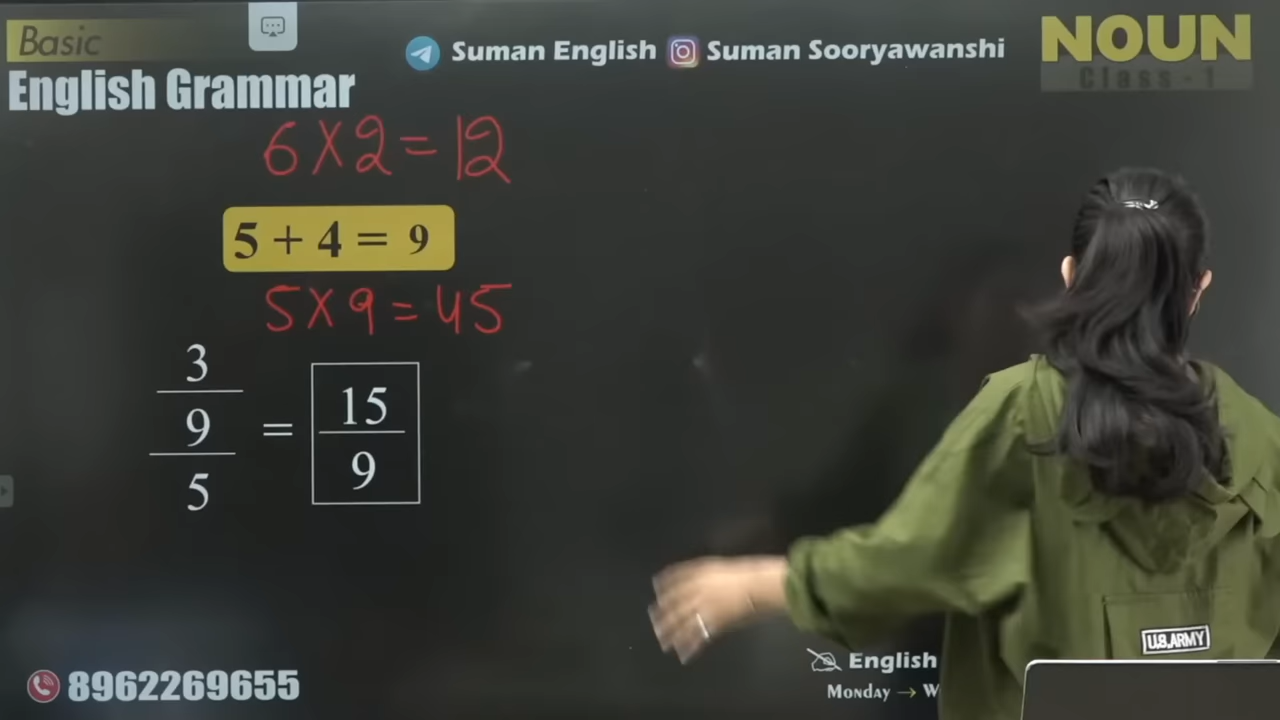 Basic
English Grammar
Suman English Suman Sooryawanshi
NOUN
Class - 1
6 × 2 = 12
5 + 4 = 9
5 × 9 = 45
3
9
5
=
15
9
U.S.ARMY
8962269655
English
Monday → W